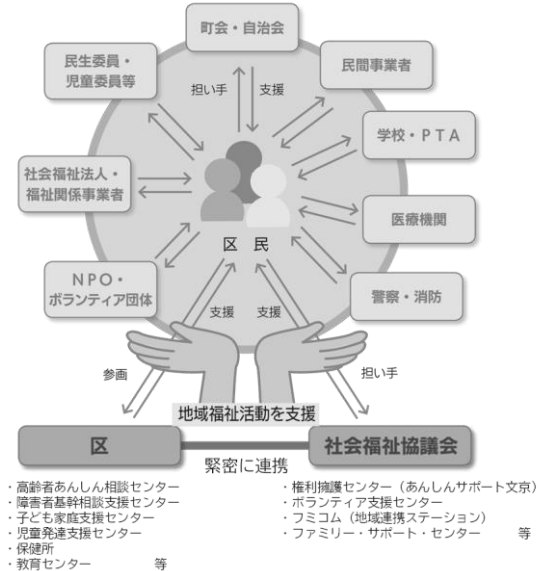 町会・自治会
民生委員・
児童委員等
民間事業者
担い手
支援
学校・PTA
社会福祉法人・
福祉関係事業者
医療機関
区 民
NPO・
ボランティア団体
警察・消防
支援
支援
参画
担い手
地域福祉活動を支援
区
社会福祉協議会
緊密に連携
・高齢者あんしん相談センター
・障害者基幹相談支援センター
・子ども家庭支援センター
・児童発達支援センター
・保健所
・教育センター 等
・権利擁護センター（あんしんサポート文京）
・ボランティア支援センター
・フミコム（地域連携ステーション）
・ファミリー・サポート・センター 等